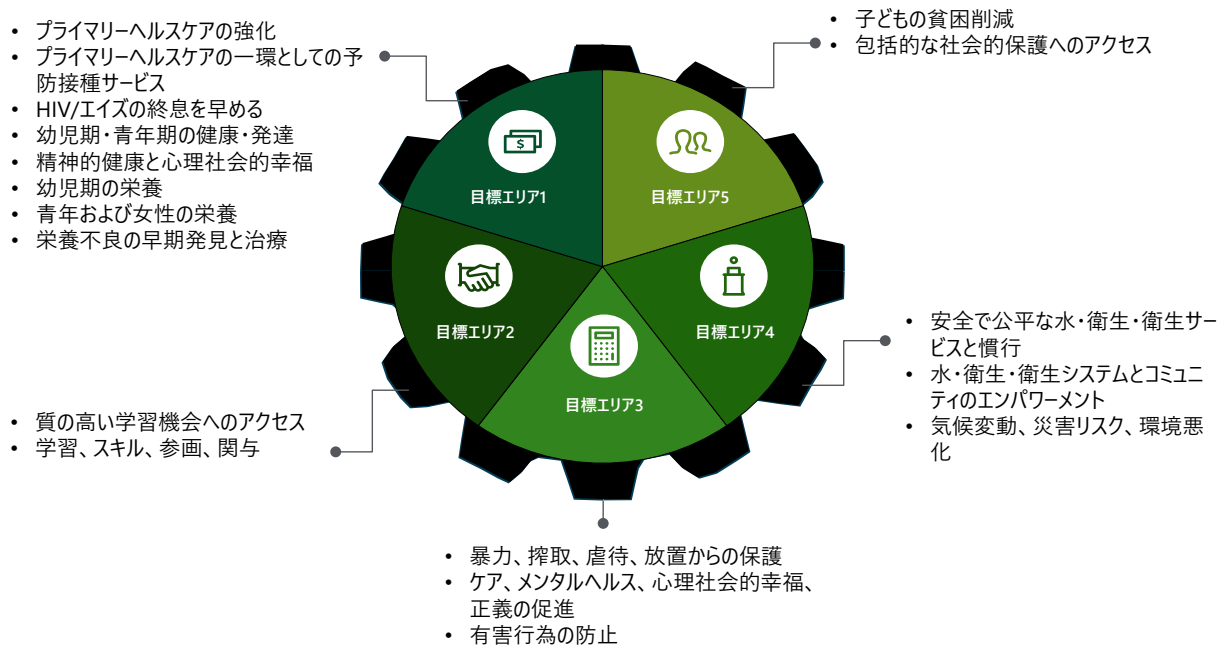 • プライマリーヘルスケアの強化
• プライマリーヘルスケアの一環としての予
防接種サービス
• HIV/エイズの終息を早める
• 幼児期・青年期の健康・発達
• 精神的健康と心理社会的幸福
• 幼児期の栄養
• 青年および女性の栄養
• 栄養不良の早期発見と治療
• 子どもの貧困削減
• 包括的な社会的保護へのアクセス
$
目標エリア1
目標エリア5
目標エリア2
目標エリア4
目標エリア3
• 安全で公平な水・衛生・衛生サー
ビスと慣行
• 水・衛生・衛生システムとコミュニ
ティのエンパワーメント
• 気候変動、災害リスク、環境悪
化
• 質の高い学習機会へのアクセス
• 学習、スキル、参画、関与
• 暴力、搾取、虐待、放置からの保護
• ケア、メンタルヘルス、心理社会的幸福、
正義の促進
• 有害行為の防止